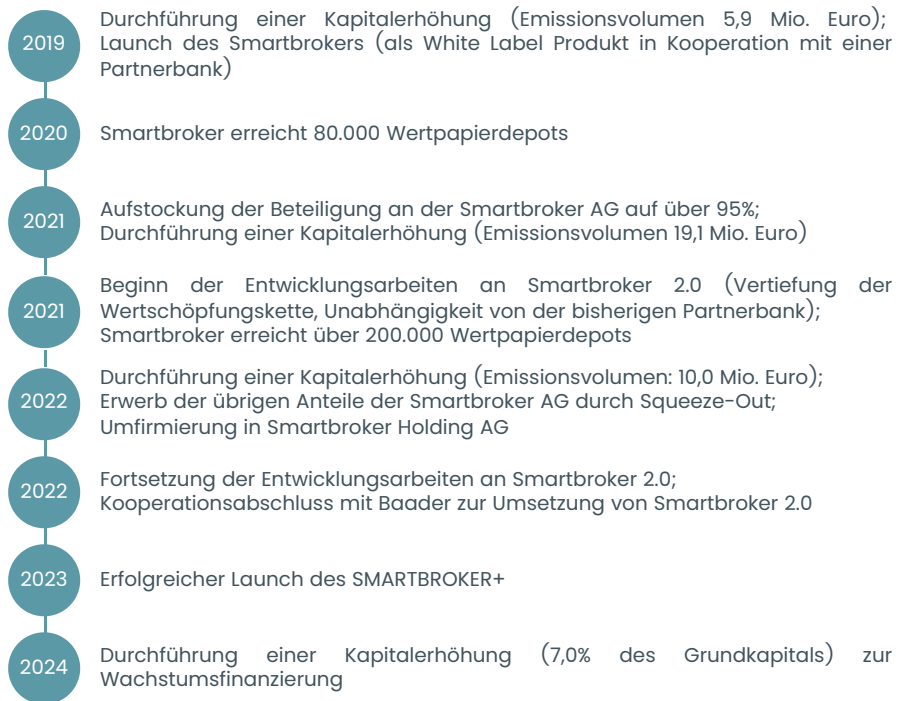 2019
Durchführung einer Kapitalerhöhung (Emissionsvolumen 5,9 Mio. Euro);
Launch des Smartbrokers (als White Label Produkt in Kooperation mit einer
Partnerbank)
2020
Smartbroker erreicht 80.000 Wertpapierdepots
2021
Aufstockung der Beteiligung an der Smartbroker AG auf über 95%;
Durchführung einer Kapitalerhöhung (Emissionsvolumen 19,1 Mio. Euro)
2021
Beginn der Entwicklungsarbeiten an Smartbroker 2.0 (Vertiefung der
Wertschöpfungskette, Unabhängigkeit von der bisherigen Partnerbank);
Smartbroker erreicht über 200.000 Wertpapierdepots
2022
Durchführung einer Kapitalerhöhung (Emissionsvolumen: 10,0 Mio. Euro);
Erwerb der übrigen Anteile der Smartbroker AG durch Squeeze-Out;
Umfirmierung in Smartbroker Holding AG
2022
Fortsetzung der Entwicklungsarbeiten an Smartbroker 2.0;
Kooperationsabschluss mit Baader zur Umsetzung von Smartbroker 2.0
2023
Erfolgreicher Launch des SMARTBROKER+
2024
Durchführung einer Kapitalerhöhung (7,0% des Grundkapitals) zur
Wachstumsfinanzierung